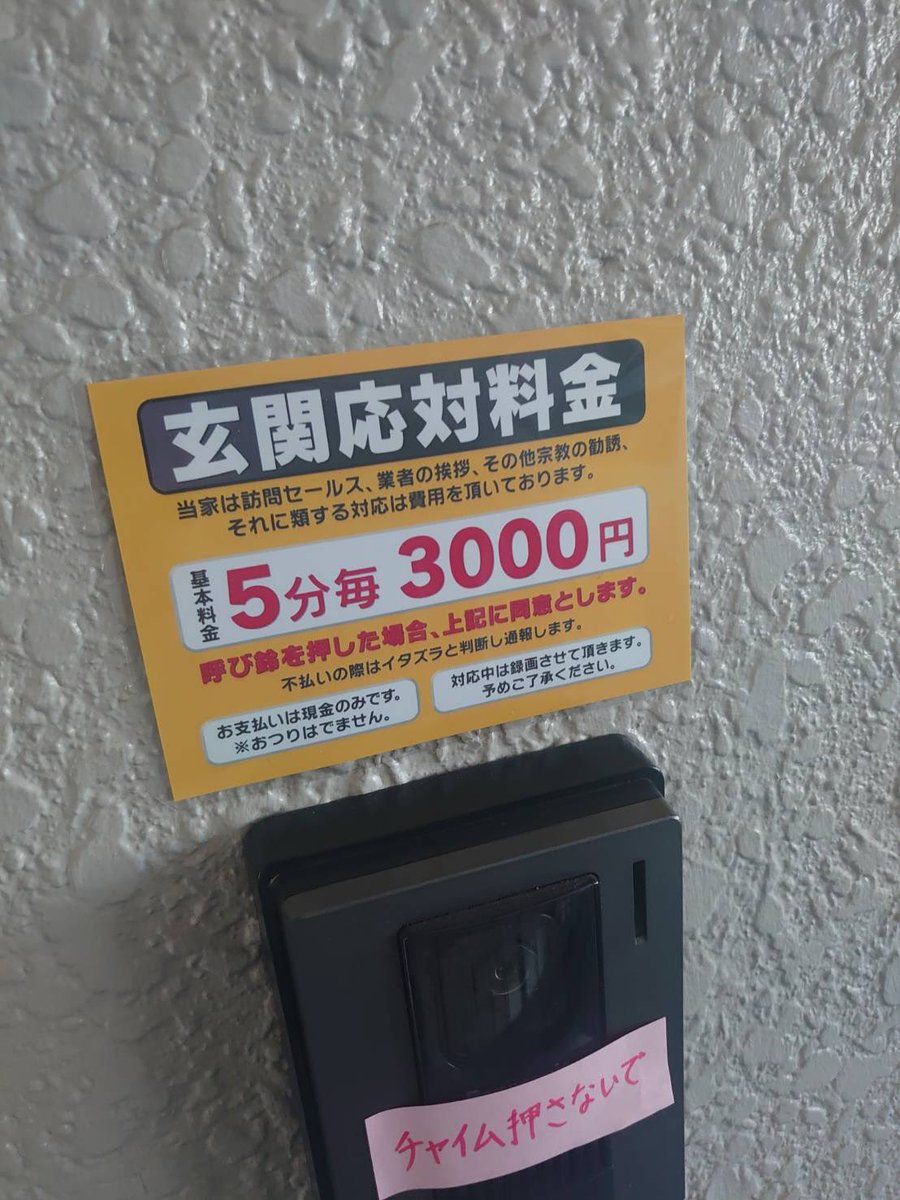 玄関応対料金
当家は訪問セールス、業者の挨拶、その他宗教の勧誘、
それに類する対応は費用を頂いております。
基本料金
5分毎 3000円
呼び鈴を押した場合、上記に同意とします。
不払いの際はイタズラと判断し通報します。
お支払いは現金のみです。
※おつりはでません。
対応中は録画させて頂きます。
予めご了承ください。
チャイム押さないで